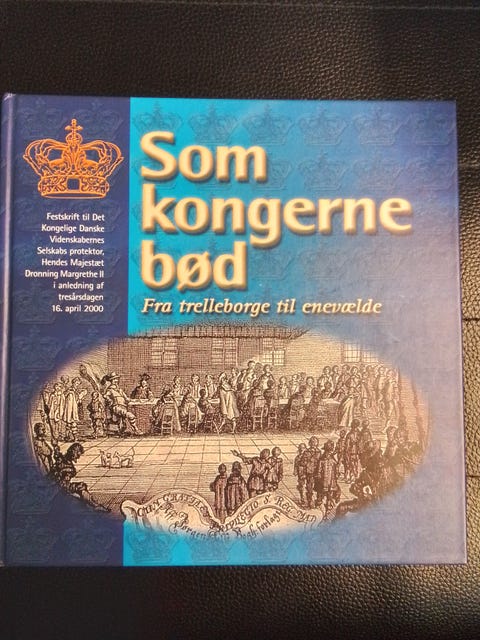 Som
kongerne
bød
Fra trelleborge til enevælde
Festskrift til Det
Kongelige Danske
Videnskabernes
Selskabs protektor,
Hendes Majestæt
Dronning Margrethe II
i anledning af
tresårsdagen
16. april 2000